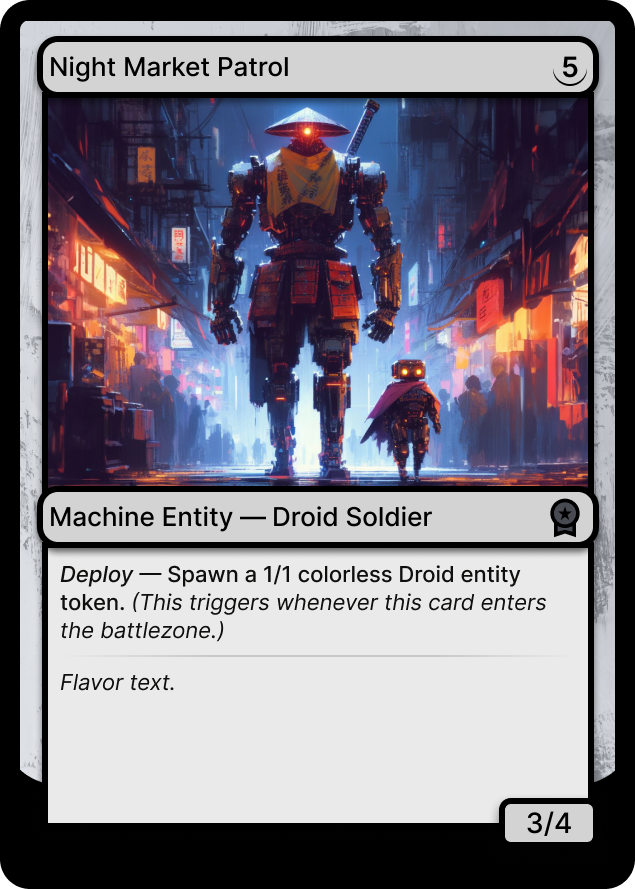 Night Market Patrol
5
Machine Entity — Droid Soldier
Deploy — Spawn a 1/1 colorless Droid entity
token. (This triggers whenever this card enters
the battlezone.)
Flavor text.
3/4